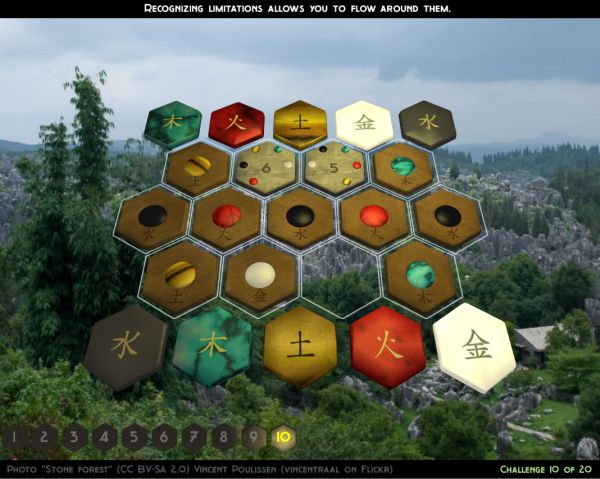 Recognizing limitations allows you to flow around them.
木 火 土 金 水
土 6 5 木
水 火 水 火 水
土 金 木
水 木 土 火 金
1 2 3 4 5 6 7 8 9 10
Photo "Stone forest" (CC BY-SA 2.0) Vincent Poulissen (vincentraal on Flickr)
Challenge 10 of 20